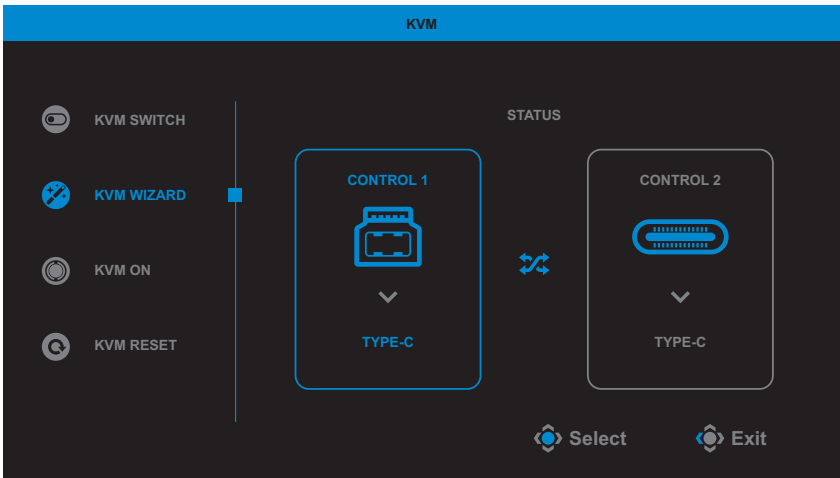 KVM
KVM SWITCH
KVM WIZARD
KVM ON
KVM RESET
STATUS
CONTROL 1
TYPE-C
CONTROL 2
TYPE-C
Select
Exit